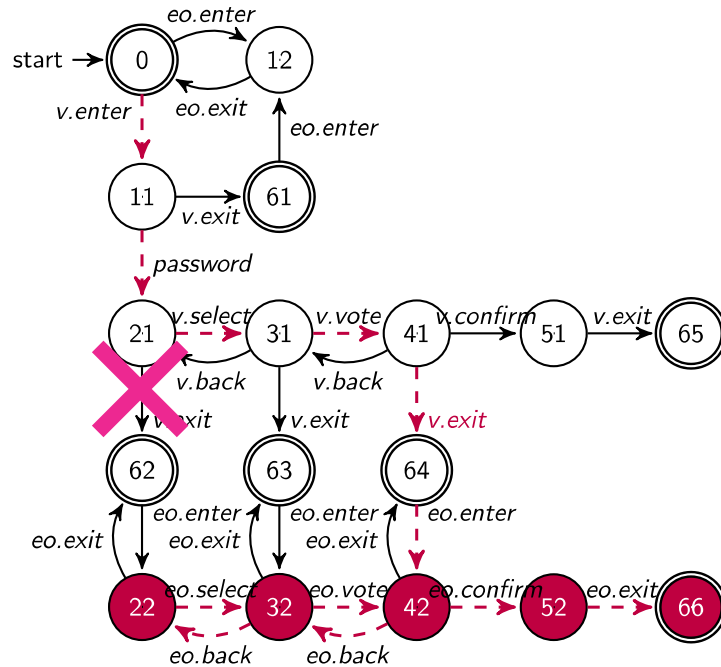 eo.enter
start
0
12
eo.exit
v.enter
eo.enter
11
61
v.exit
password
21
v.select
31
v.vote
41
v.confirm
51
v.exit
65
v.back
v.back
v.exit
v.exit
v.exit
62
63
64
eo.enter
eo.enter
eo.enter
eo.exit
eo.exit
eo.exit
22
eo.select
32
eo.vote
42
eo.confirm
52
eo.exit
66
eo.back
eo.back